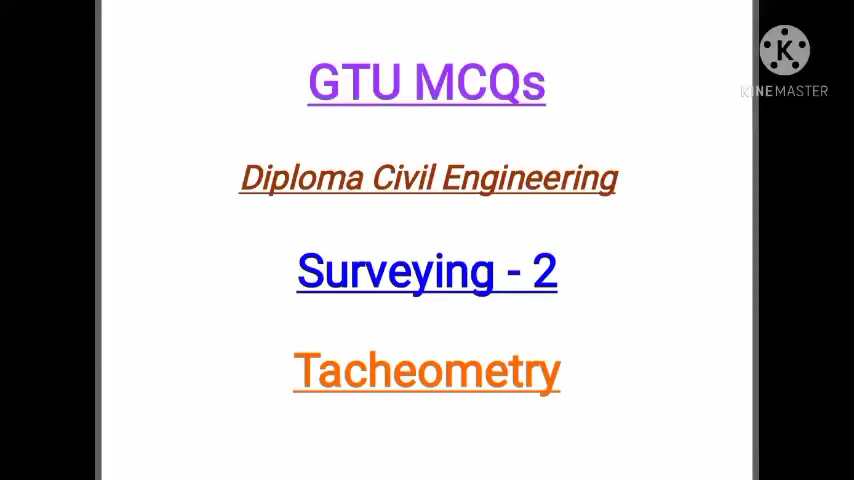 GTU MCQs
KINEMASTER
Diploma Civil Engineering
Surveying - 2
Tacheometry